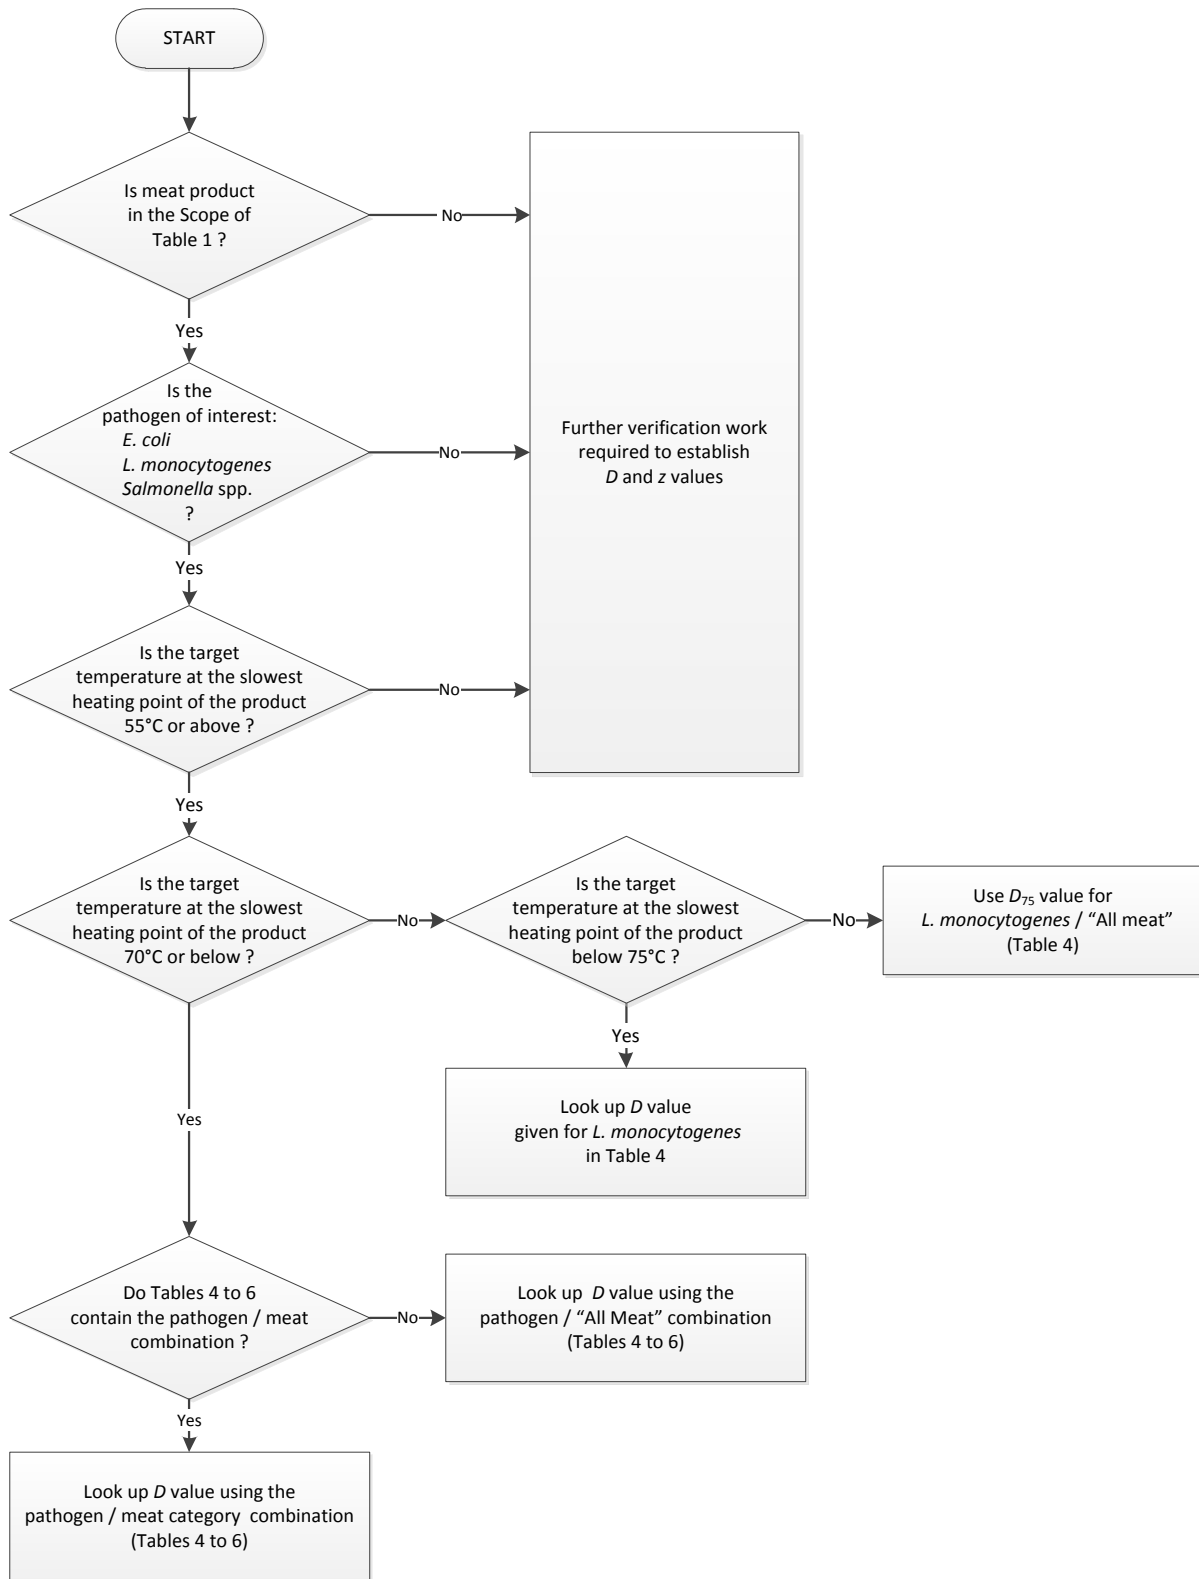 START
Is meat product
in the Scope of
Table 1 ?
No
Yes
Is the
pathogen of interest:
E. coli
L. monocytogenes
Salmonella spp.
?
No
Further verification work
required to establish
D and z values
Yes
Is the target
temperature at the slowest
heating point of the product
55°C or above ?
No
Yes
Is the target
temperature at the slowest
heating point of the product
70°C or below ?
No
Is the target
temperature at the slowest
heating point of the product
below 75°C ?
No
Use D₇₅ value for
L. monocytogenes / “All meat”
(Table 4)
Yes
Look up D value
given for L. monocytogenes
in Table 4
Yes
Do Tables 4 to 6
contain the pathogen / meat
combination ?
No
Look up D value using the
pathogen / “All Meat” combination
(Tables 4 to 6)
Yes
Look up D value using the
pathogen / meat category combination
(Tables 4 to 6)